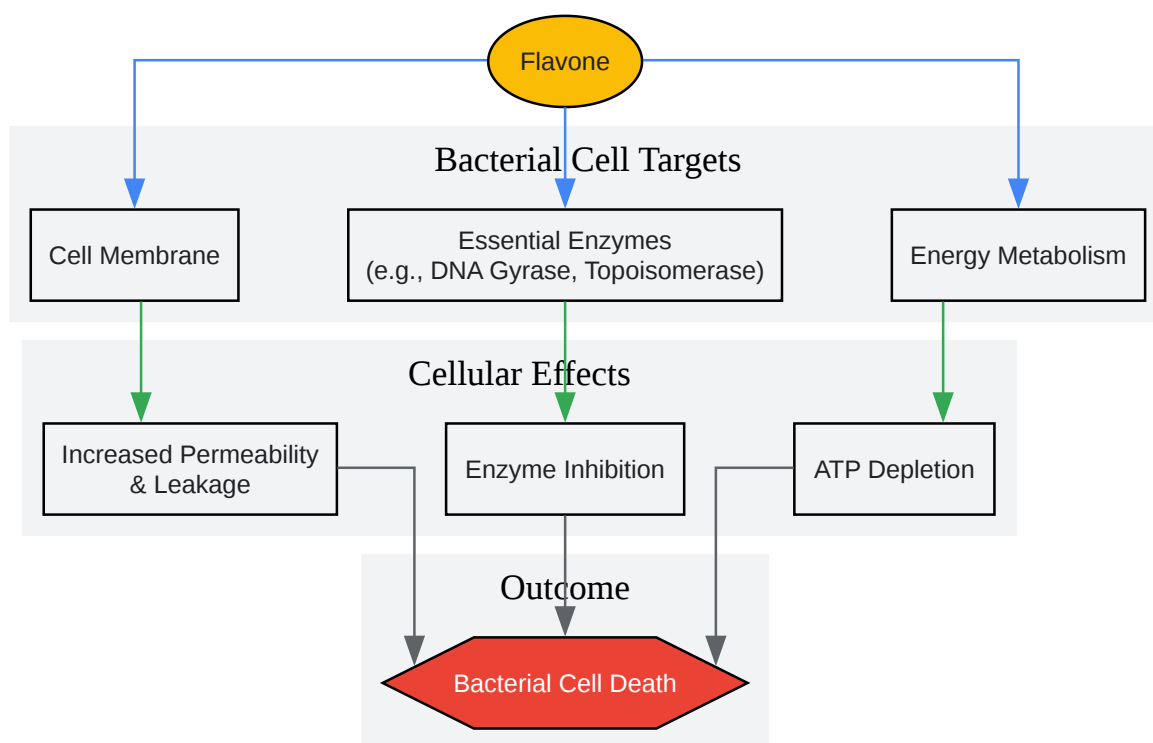 Flavone
Bacterial Cell Targets
Cell Membrane
Essential Enzymes
(e.g., DNA Gyrase, Topoisomerase)
Energy Metabolism
Cellular Effects
Increased Permeability
& Leakage
Enzyme Inhibition
ATP Depletion
Outcome
Bacterial Cell Death